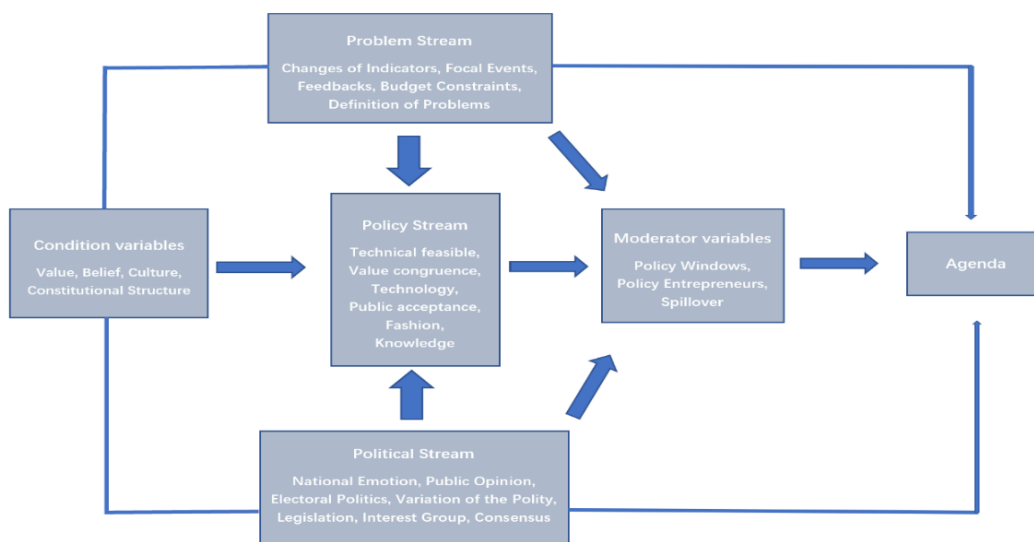 Problem Stream
Changes of Indicators, Focal Events,
Feedbacks, Budget Constraints,
Definition of Problems
Condition variables
Value, Belief, Culture,
Constitutional Structure
Policy Stream
Technical feasible,
Value congruence,
Technology,
Public acceptance,
Fashion,
Knowledge
Moderator variables
Policy Windows,
Policy Entrepreneurs,
Spillover
Agenda
Political Stream
National Emotion, Public Opinion,
Electoral Politics, Variation of the Polity,
Legislation, Interest Group, Consensus